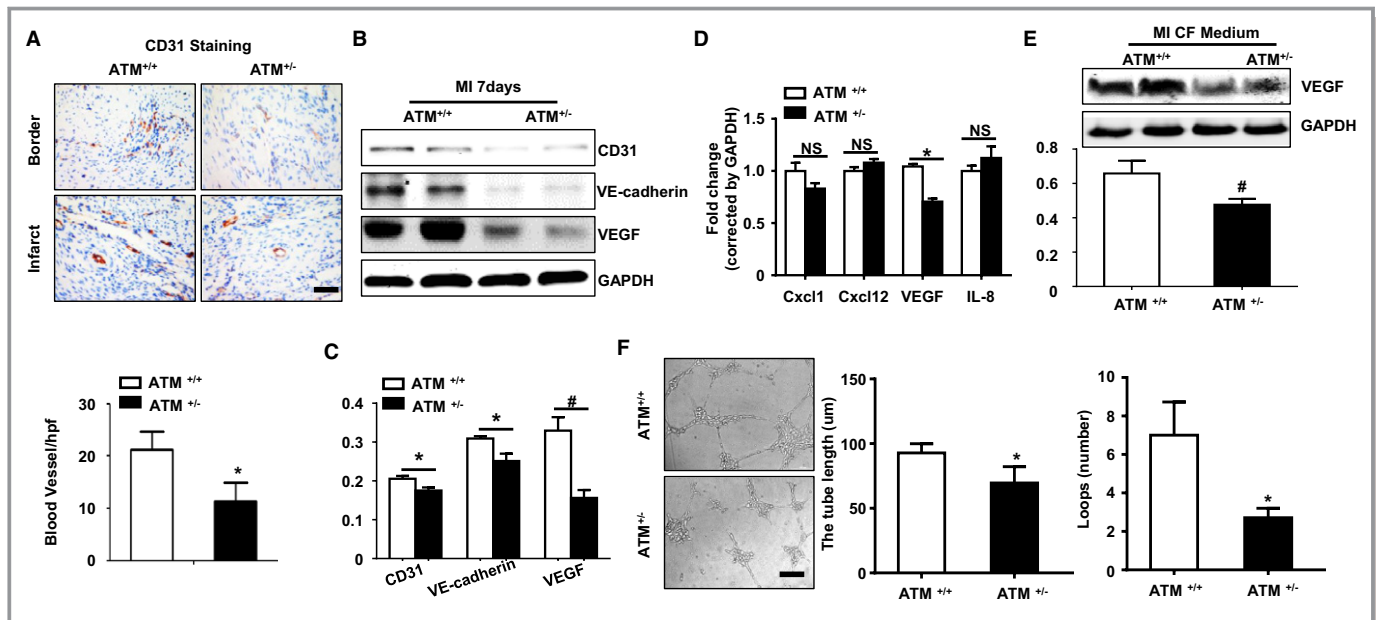 A
CD31 Staining
ATM+/+ ATM+/-
Border
Infarct
ATM +/+
ATM +/-
Blood Vessel/hpf
30
20
10
0
*
B
MI 7days
ATM+/+ ATM+/-
CD31
VE-cadherin
VEGF
GAPDH
C
ATM +/+
ATM +/-
0.4
0.3
0.2
0.1
0
* * #
CD31 VE-cadherin VEGF
D
ATM +/+
ATM +/-
Fold change
(corrected by GAPDH)
1.5
1.0
0.5
0
NS NS * NS
Cxcl1 Cxcl12 VEGF IL-8
E
MI CF Medium
ATM+/+ ATM+/-
VEGF
GAPDH
0.8
0.6
0.4
0.2
0
#
ATM +/+ ATM +/-
F
ATM+/+
ATM+/-
The tube length (um)
150
100
50
0
*
ATM +/+ ATM +/-
Loops (number)
10
8
6
4
2
0
*
ATM +/+ ATM +/-